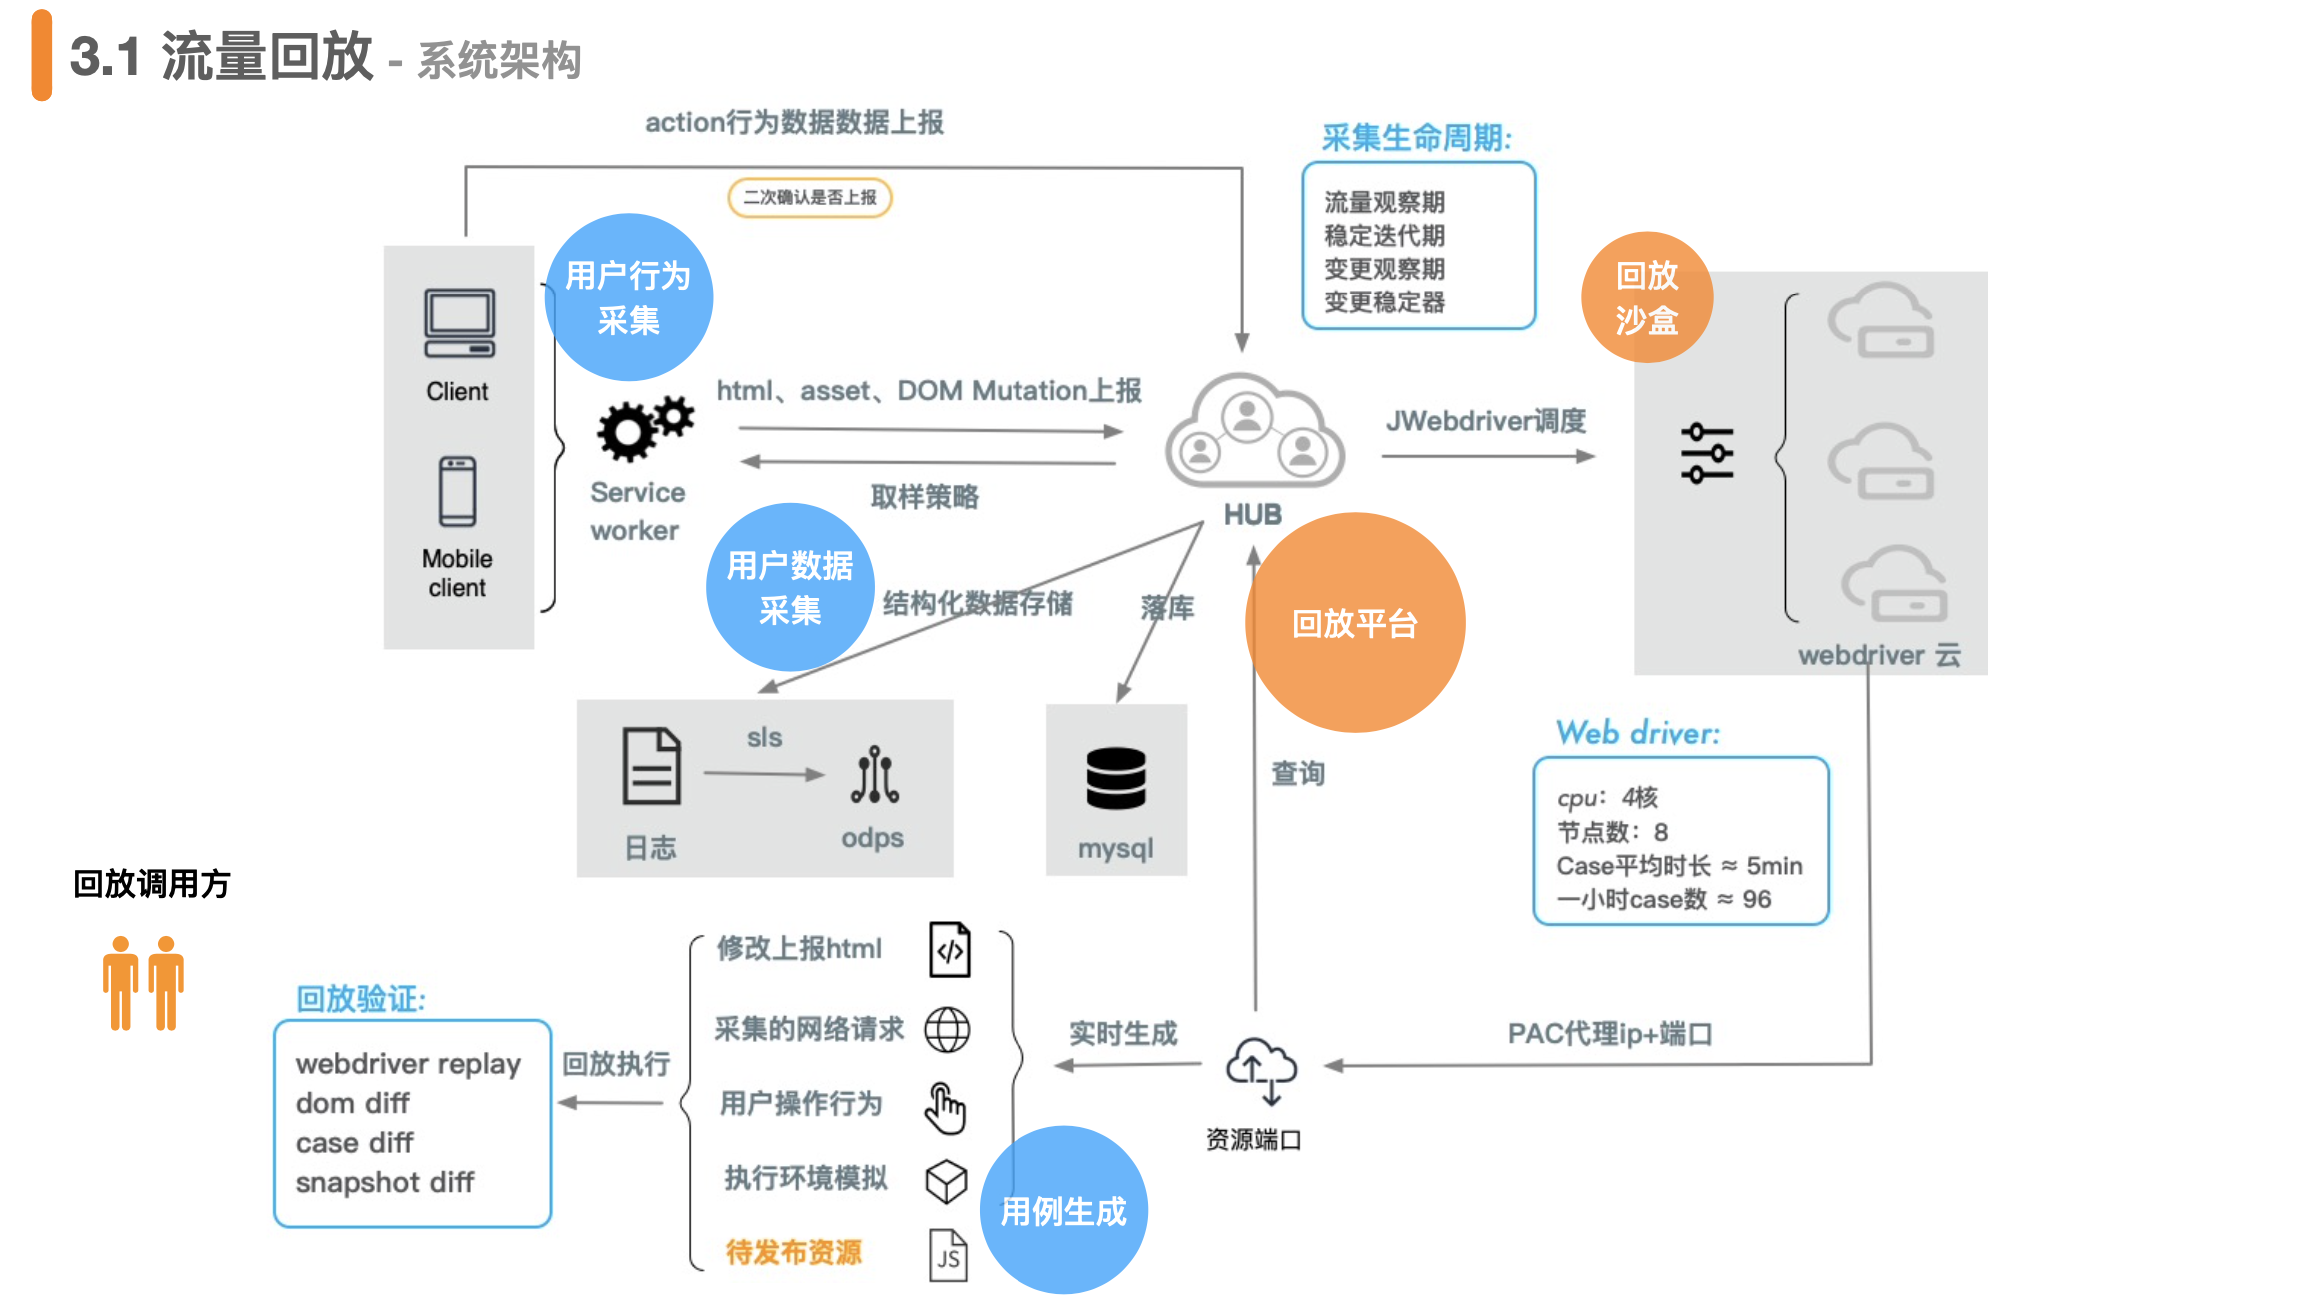 3.1 流量回放 - 系统架构
action行为数据数据上报
二次确认是否上报
采集生命周期:
流量观察期
稳定迭代期
变更观察期
变更稳定器
用户行为
采集
回放
沙盒
Client
Mobile
client
Service
worker
html、asset、DOM Mutation上报
取样策略
HUB
JWebdriver调度
webdriver 云
用户数据
采集
结构化数据存储
落库
回放平台
sls
日志
odps
mysql
查询
Web driver:
cpu：4核
节点数：8
Case平均时长 ≈ 5min
一小时case数 ≈ 96
回放调用方
回放验证:
webdriver replay
dom diff
case diff
snapshot diff
回放执行
修改上报html
采集的网络请求
用户操作行为
执行环境模拟
待发布资源
JS
用例生成
实时生成
资源端口
PAC代理ip+端口